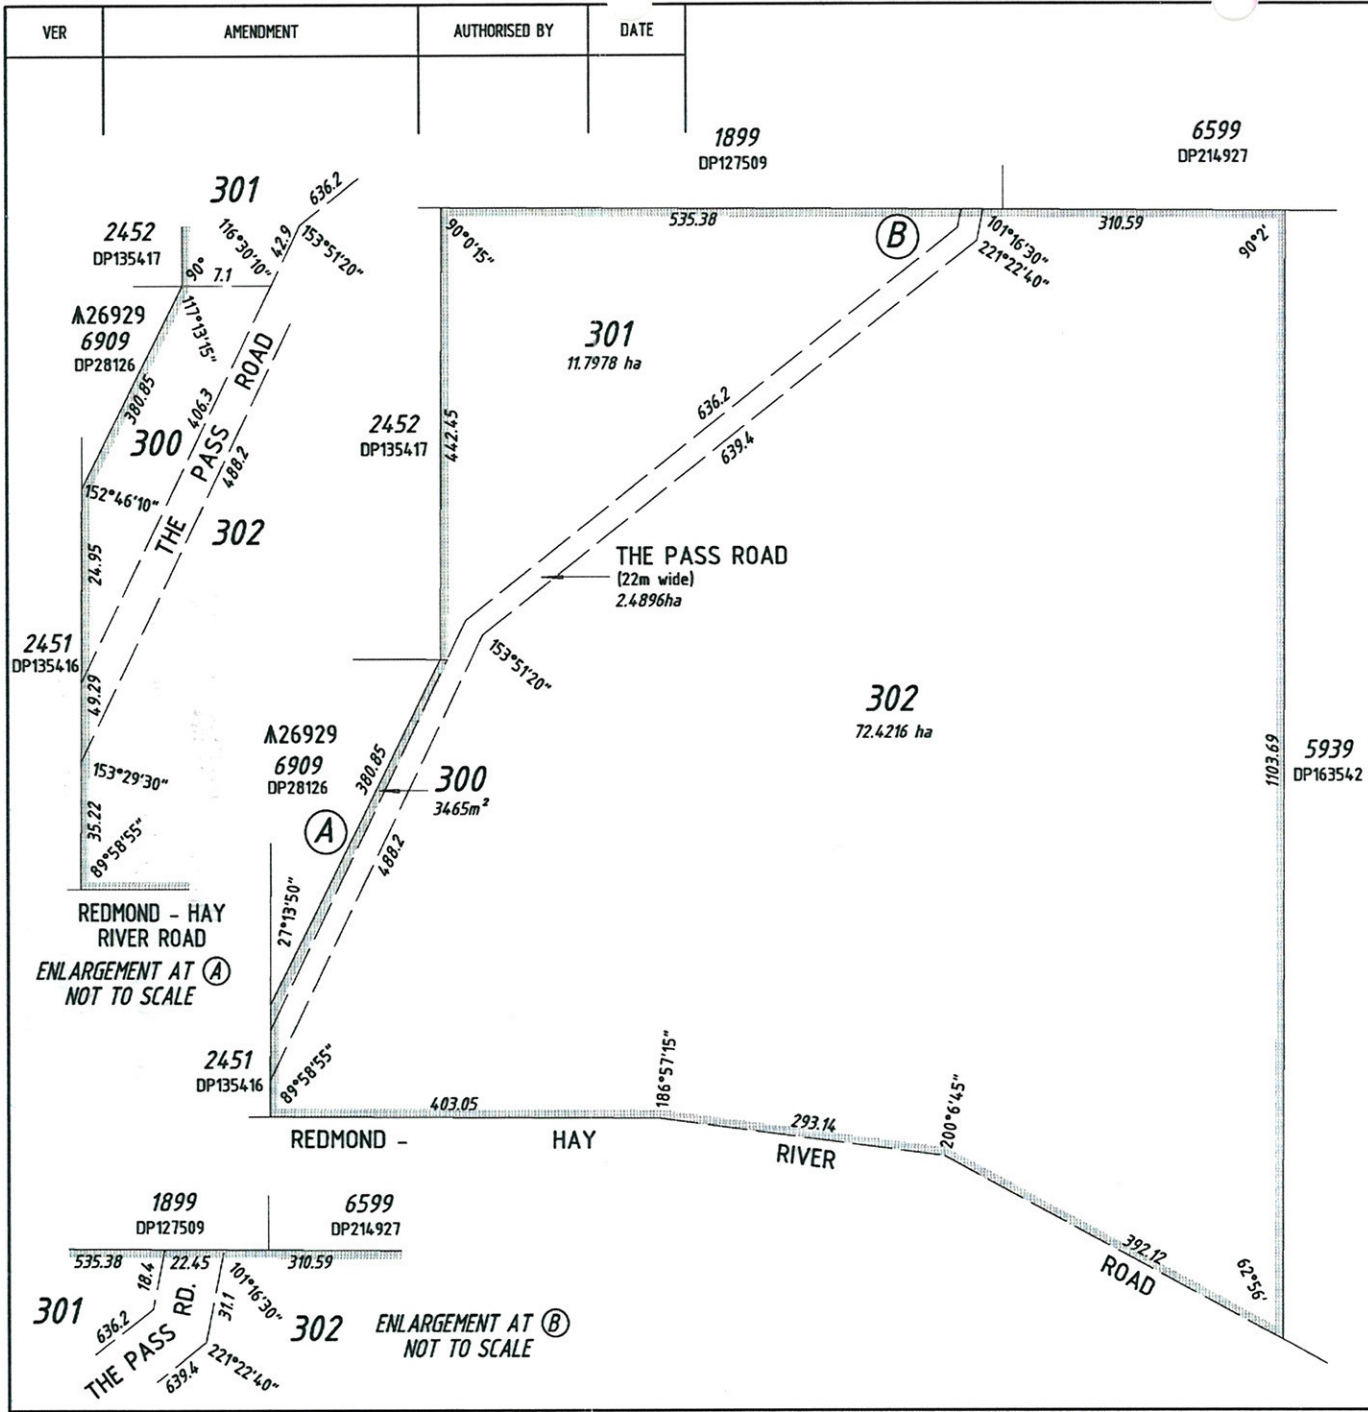 VER AMENDMENT AUTHORISED BY DATE
1899
DP127509
6599
DP214927
301
636.2
2452
DP135417
116°30'10"
42.9
153°51'20"
90°
7.1
117°13'15"
A26929
6909
DP28126
380.85
300
406.3
THE PASS ROAD
488.2
152°46'10"
302
24.95
2451
DP135416
49.29
153°29'30"
35.22
89°58'55"
REDMOND - HAY
RIVER ROAD
ENLARGEMENT AT A
NOT TO SCALE
535.38
B
101°16'30"
221°22'40"
310.59
90°2'
90°0'15"
301
11.7978 ha
2452
DP135417
442.45
636.2
639.4
THE PASS ROAD
(22m wide)
2.4896ha
153°51'20"
302
72.4216 ha
1103.69
5939
DP163542
A26929
6909
DP28126
380.85
300
3465m²
A
488.2
27°13'50"
2451
DP135416
89°58'55"
403.05
186°57'15"
293.14
200°6'45"
392.12
62°56'
REDMOND - HAY RIVER ROAD
1899
DP127509
6599
DP214927
535.38
22.45
310.59
18.4
31.1
101°16'30"
301
636.2
THE PASS RD.
302
639.4
221°22'40"
ENLARGEMENT AT B
NOT TO SCALE